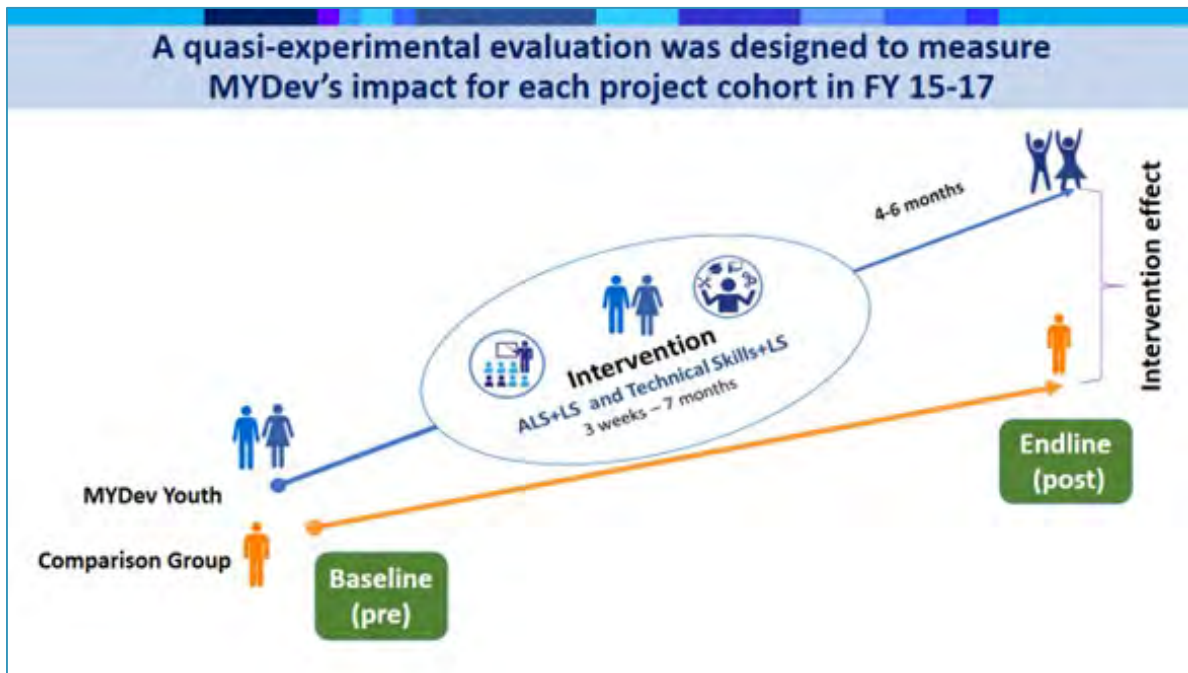 A quasi-experimental evaluation was designed to measure
MYDev's impact for each project cohort in FY 15-17
4-6 months
Intervention effect
Intervention
ALS+LS and Technical Skills+LS
3 weeks – 7 months
MYDev Youth
Comparison Group
Baseline
(pre)
Endline
(post)